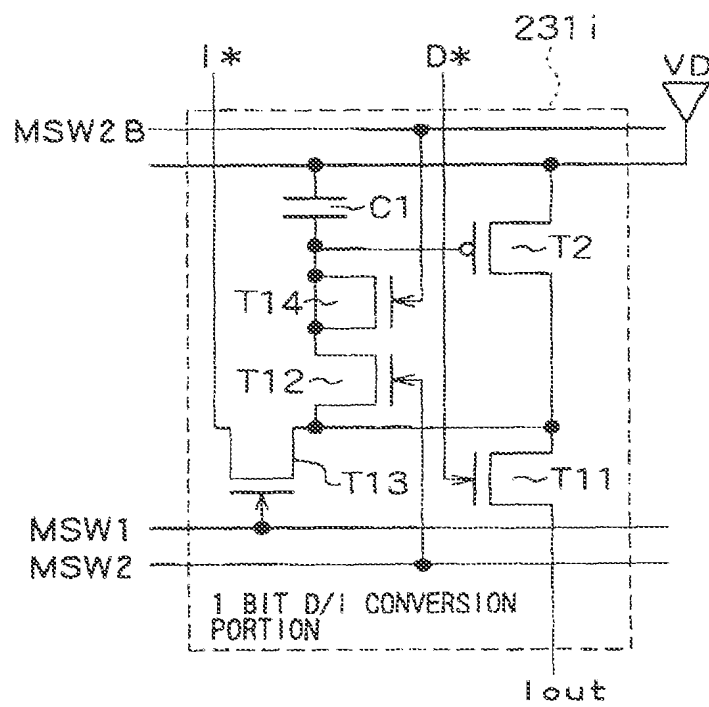 231i
I*
D*
VD
MSW2B
C1
T2
T14
T12
T13
T11
MSW1
MSW2
1 BIT D/I CONVERSION
PORTION
Iout